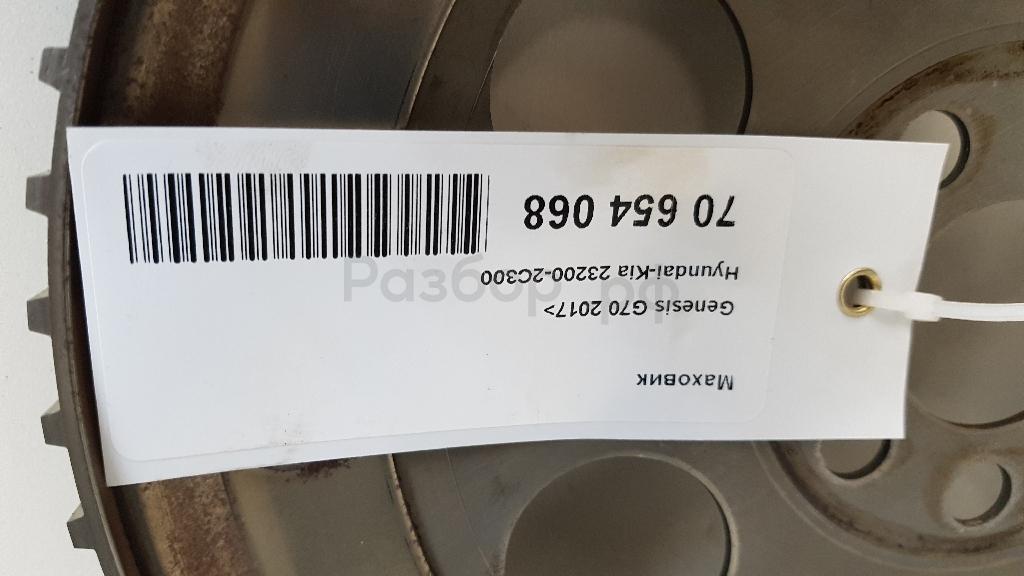 Маховик
Genesis G70 2017>
Hyundai-Kia 23200-2C300
70 654 068
Разбор.рф